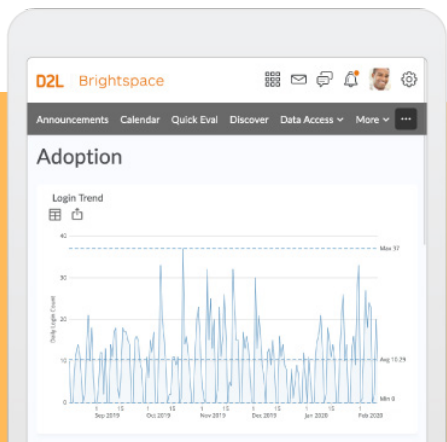 D2L Brightspace
Announcements Calendar Quick Eval Discover Data Access More
Adoption
Login Trend
40
Max 37
30
Daily Login Count
20
10
Avg 10.29
0
Min 0
1 15 1 15 1 15 1 15 1 15 1
Sep 2019 Oct 2019 Nov 2019 Dec 2019 Jan 2020 Feb 2020